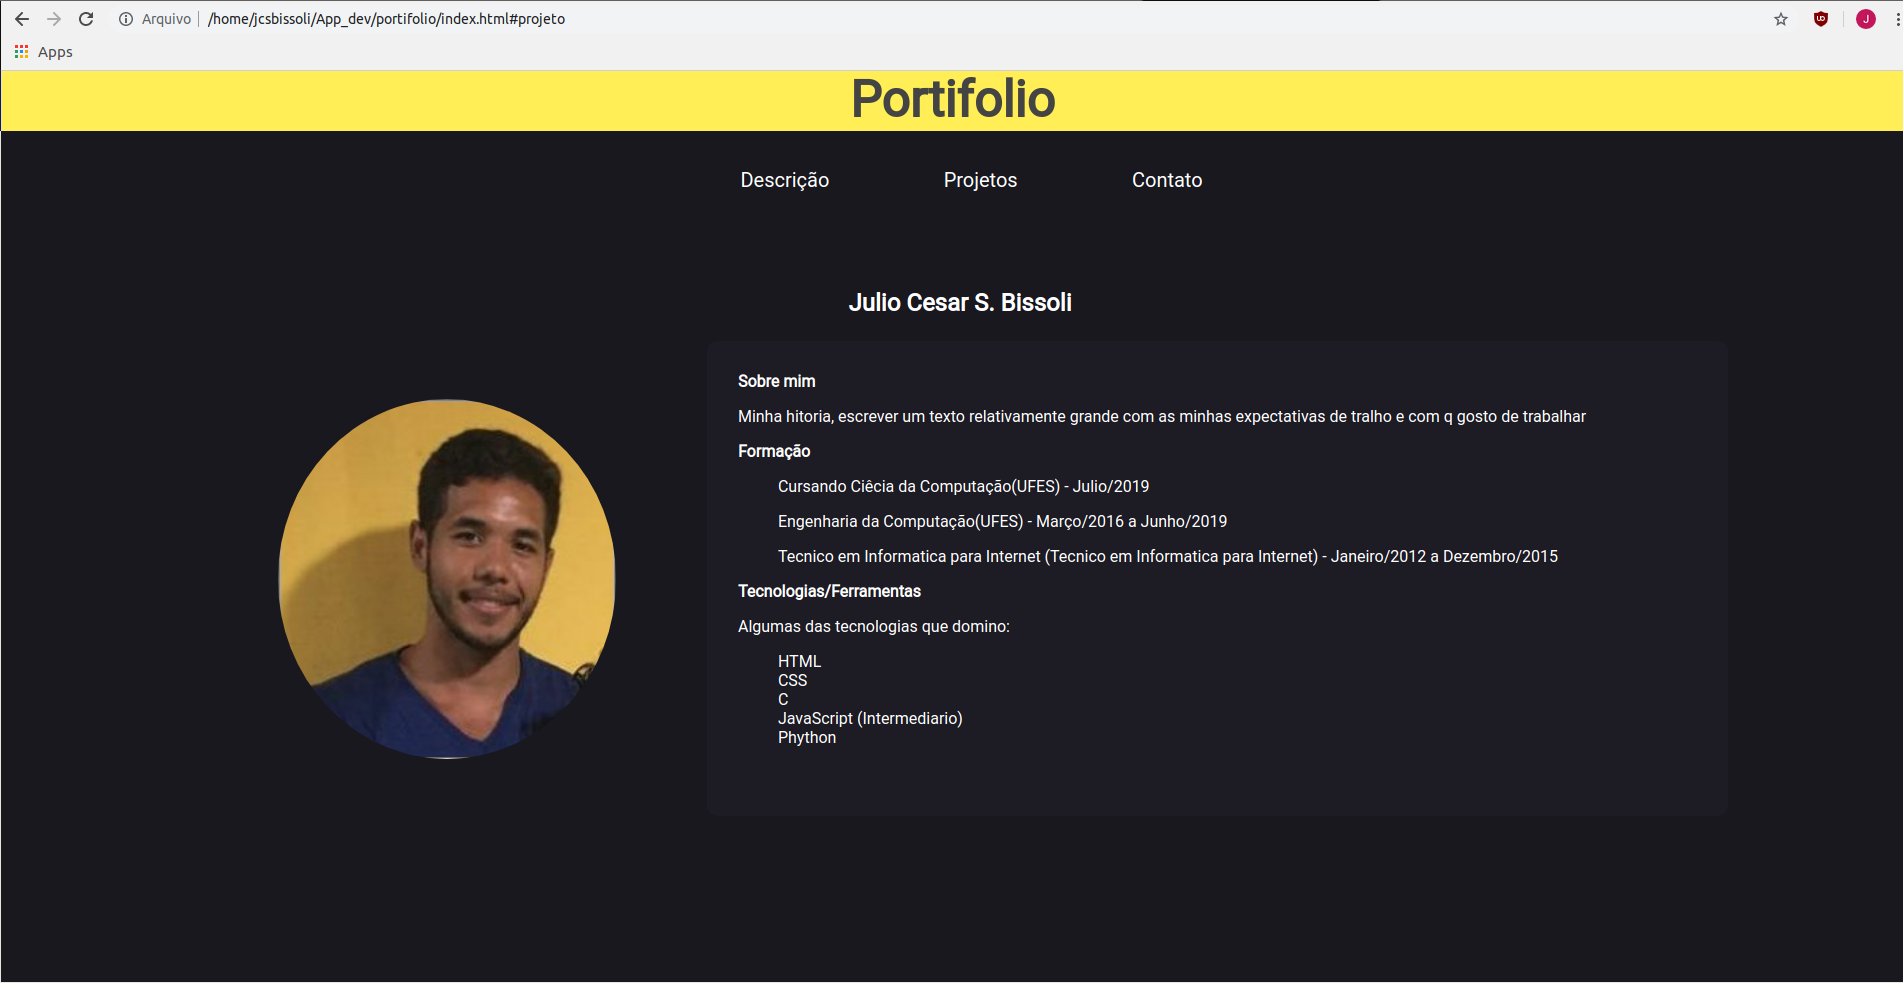 Arquivo | /home/jcsbissoli/App_dev/portifolio/index.html#projeto
J
Apps
Portifolio
Descrição Projetos Contato
Julio Cesar S. Bissoli
Sobre mim
Minha hitoria, escrever um texto relativamente grande com as minhas expectativas de tralho e com q gosto de trabalhar
Formação
Cursando Ciêcia da Computação(UFES) - Julio/2019
Engenharia da Computação(UFES) - Março/2016 a Junho/2019
Tecnico em Informatica para Internet (Tecnico em Informatica para Internet) - Janeiro/2012 a Dezembro/2015
Tecnologias/Ferramentas
Algumas das tecnologias que domino:
HTML
CSS
C
JavaScript (Intermediario)
Phython